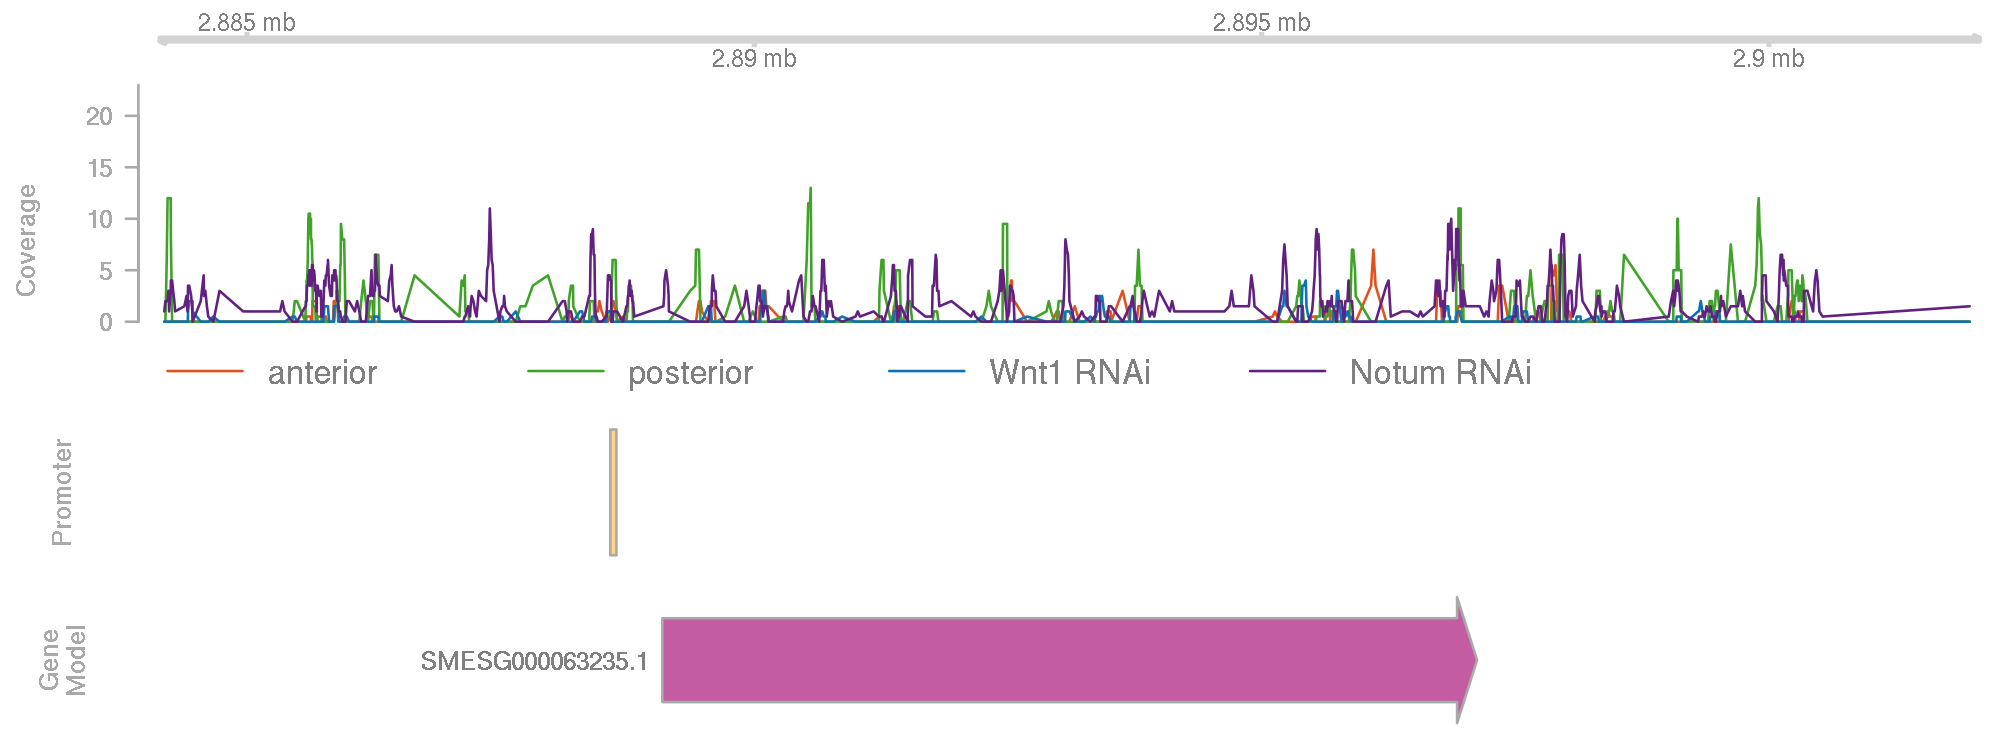 2.885 mb
2.895 mb
2.89 mb
2.9 mb
20
15
10
5
0
Coverage
anterior
posterior
Wnt1 RNAi
Notum RNAi
Promoter
Gene
Model
SMESG000063235.1